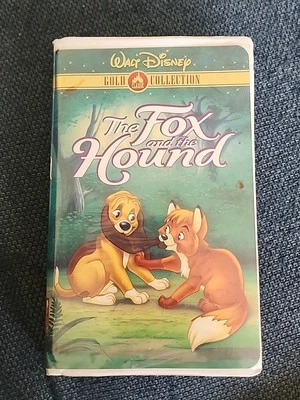 Walt Disney
GOLD COLLECTION
The Fox
and the
Hound